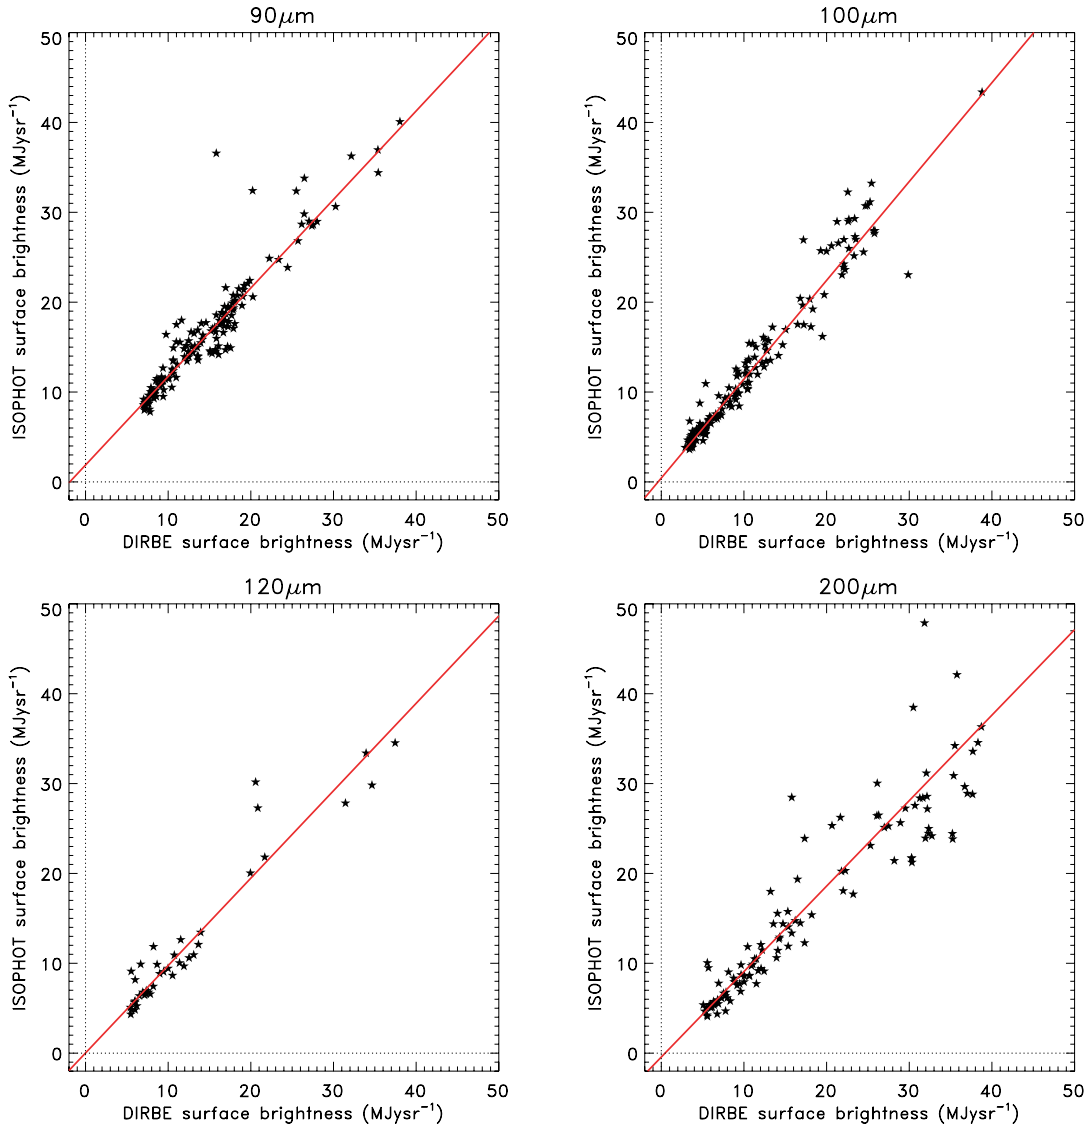 90μm
50
40
30
20
10
0
ISOPHOT surface brightness (MJysr⁻¹)
0 10 20 30 40 50
DIRBE surface brightness (MJysr⁻¹)
100μm
50
40
30
20
10
0
ISOPHOT surface brightness (MJysr⁻¹)
0 10 20 30 40 50
DIRBE surface brightness (MJysr⁻¹)
120μm
50
40
30
20
10
0
ISOPHOT surface brightness (MJysr⁻¹)
0 10 20 30 40 50
DIRBE surface brightness (MJysr⁻¹)
200μm
50
40
30
20
10
0
ISOPHOT surface brightness (MJysr⁻¹)
0 10 20 30 40 50
DIRBE surface brightness (MJysr⁻¹)